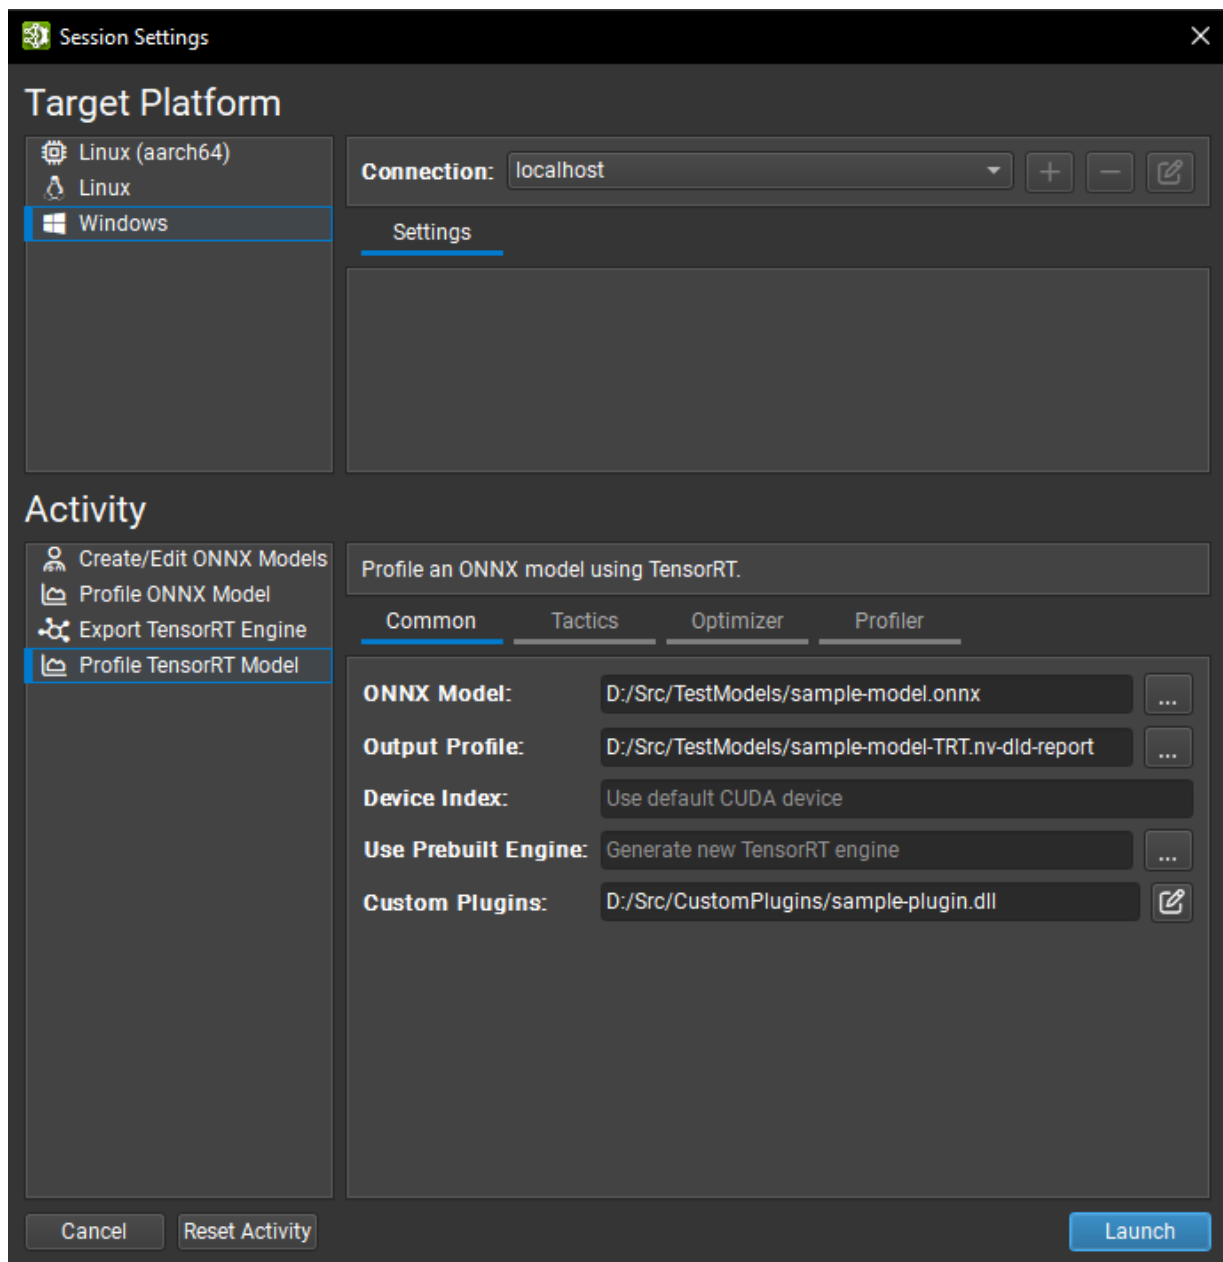 Session Settings
Target Platform
Linux (aarch64)
Linux
Windows
Connection: localhost
Settings
Activity
Create/Edit ONNX Models
Profile ONNX Model
Export TensorRT Engine
Profile TensorRT Model
Profile an ONNX model using TensorRT.
Common Tactics Optimizer Profiler
ONNX Model: D:/Src/TestModels/sample-model.onnx ...
Output Profile: D:/Src/TestModels/sample-model-TRT.nv-dld-report ...
Device Index: Use default CUDA device
Use Prebuilt Engine: Generate new TensorRT engine ...
Custom Plugins: D:/Src/CustomPlugins/sample-plugin.dll
Cancel Reset Activity Launch